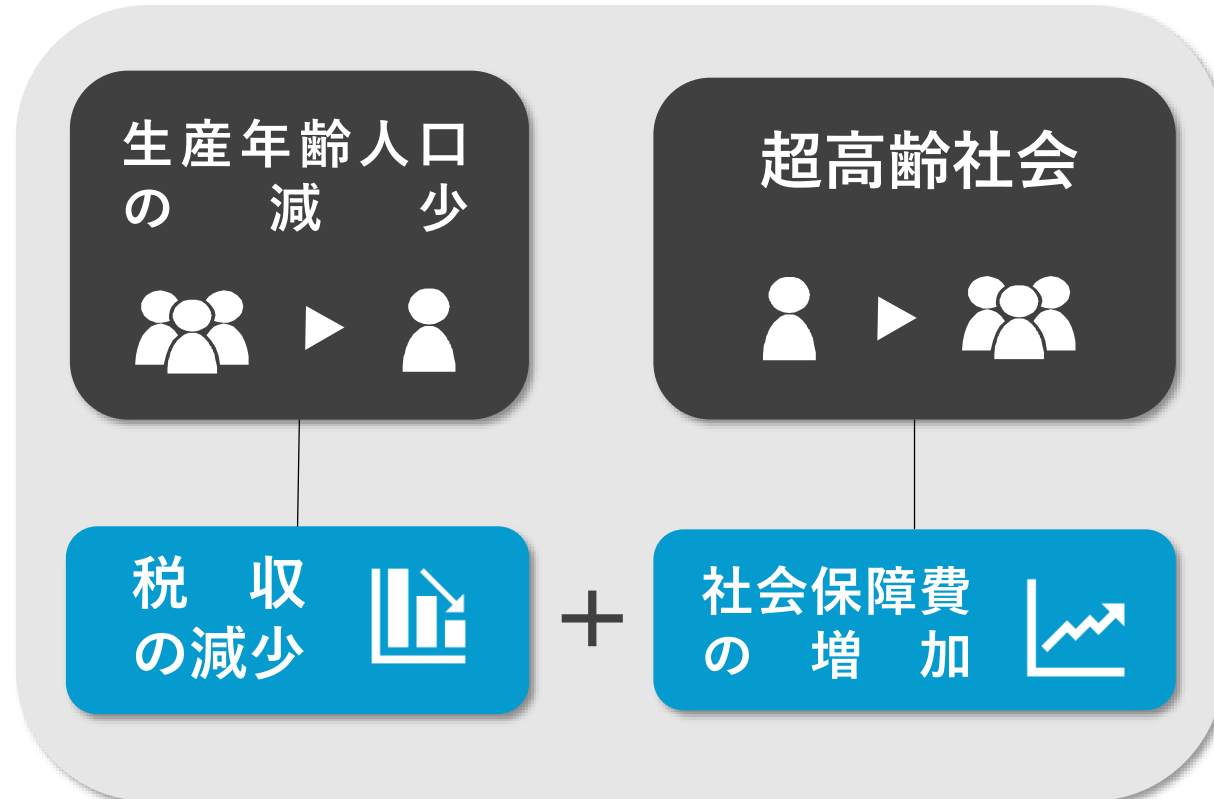 生産年齢人口
の減少
超高齢社会
税収
の減少
+
社会保障費
の増加